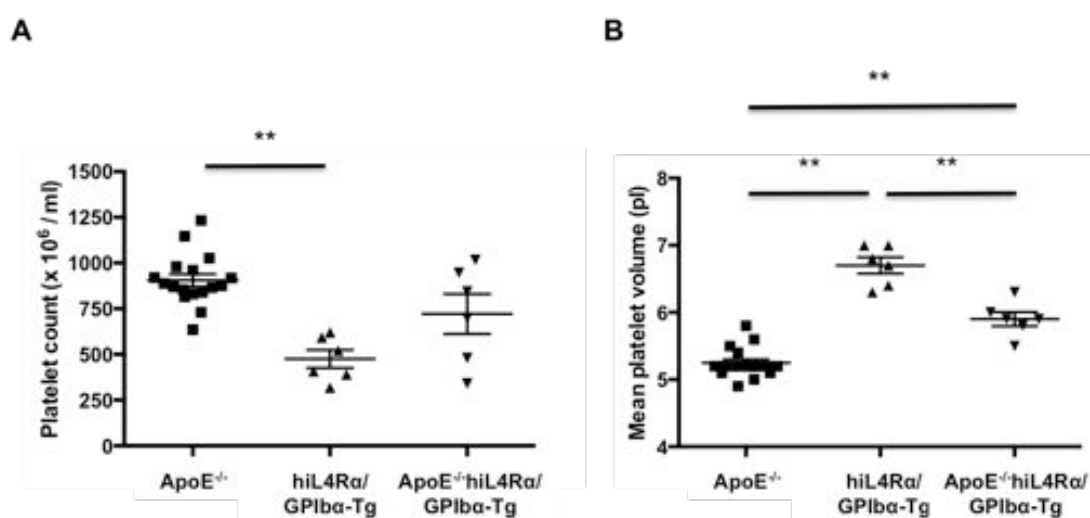 A
B
**
**
**
**
Platelet count (x 10⁶ / ml)
1500
1250
1000
750
500
250
0
ApoE⁻/⁻
hiL4Rα/
GPIbα-Tg
ApoE⁻/⁻hiL4Rα/
GPIbα-Tg
Mean platelet volume (pl)
8
7
6
5
4
ApoE⁻/⁻
hiL4Rα/
GPIbα-Tg
ApoE⁻/⁻hiL4Rα/
GPIbα-Tg